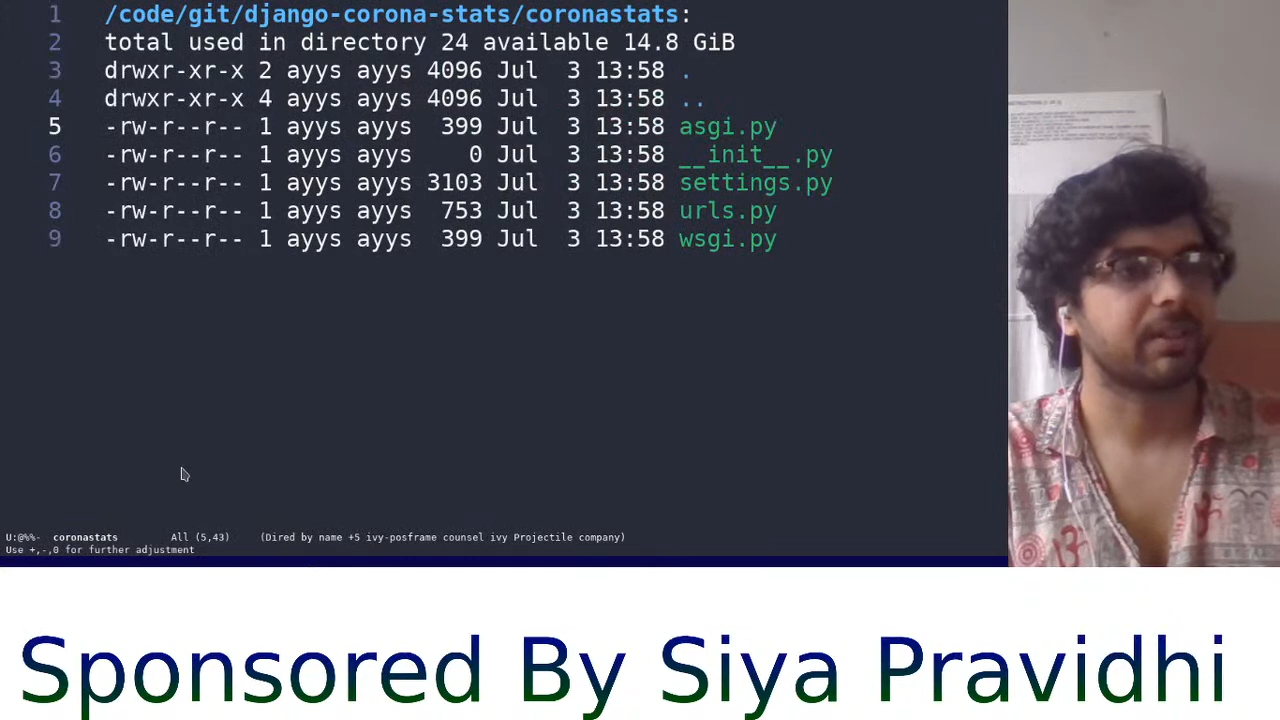 1 /code/git/django-corona-stats/coronastats:
2 total used in directory 24 available 14.8 GiB
3 drwxr-xr-x 2 ayys ayys 4096 Jul  3 13:58 .
4 drwxr-xr-x 4 ayys ayys 4096 Jul  3 13:58 ..
5 -rw-r--r-- 1 ayys ayys  399 Jul  3 13:58 asgi.py
6 -rw-r--r-- 1 ayys ayys    0 Jul  3 13:58 __init__.py
7 -rw-r--r-- 1 ayys ayys 3103 Jul  3 13:58 settings.py
8 -rw-r--r-- 1 ayys ayys  753 Jul  3 13:58 urls.py
9 -rw-r--r-- 1 ayys ayys  399 Jul  3 13:58 wsgi.py
U:@%%-  coronastats   All (5,43)   (Dired by name +5 ivy-posframe counsel ivy Projectile company)
Use +,-,0 for further adjustment
Sponsored By Siya Pravidhi